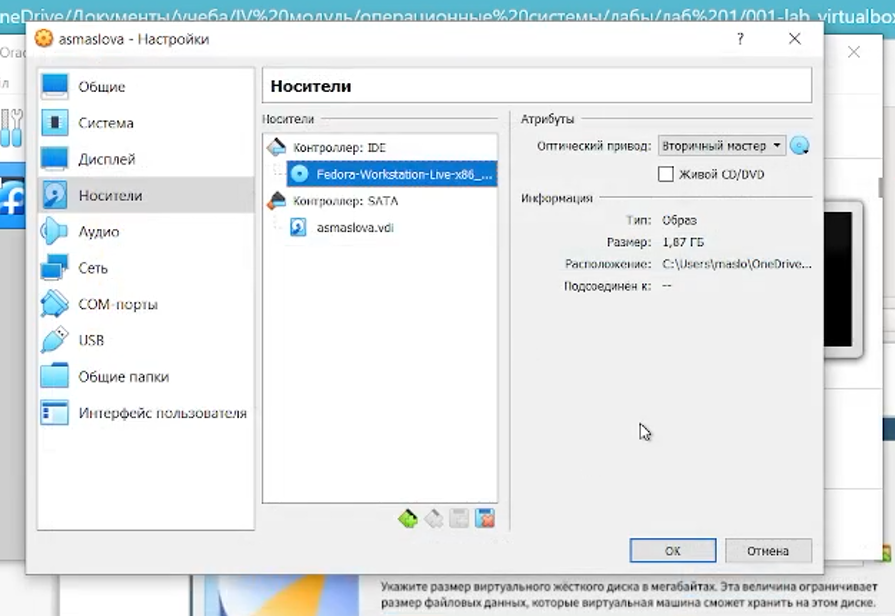 neDrive//Документы/учеба/IV%20модуль/операционные%20системы/лабы/лаб%201/001-lab_virtualbox
asmaslova - Настройки
?
Orac
Общие
Система
Дисплей
Носители
Аудио
Сеть
COM-порты
USB
Общие папки
Интерфейс пользователя
Носители
Носители
Контроллер: IDE
Fedora-Workstation-Live-x86_...
Контроллер: SATA
asmaslova.vdi
Атрибуты
Оптический привод: Вторичный мастер
Живой CD/DVD
Информация
Тип: Образ
Размер: 1,87 ГБ
Расположение: C:\Users\maslo\OneDrive...
Подсоединен к: --
OK
Отмена
Укажите размер виртуального жёсткого диска в мегабайтах. Эта величина ограничивает
размер файловых данных, которые виртуальная машина сможет хранить на этом диске.